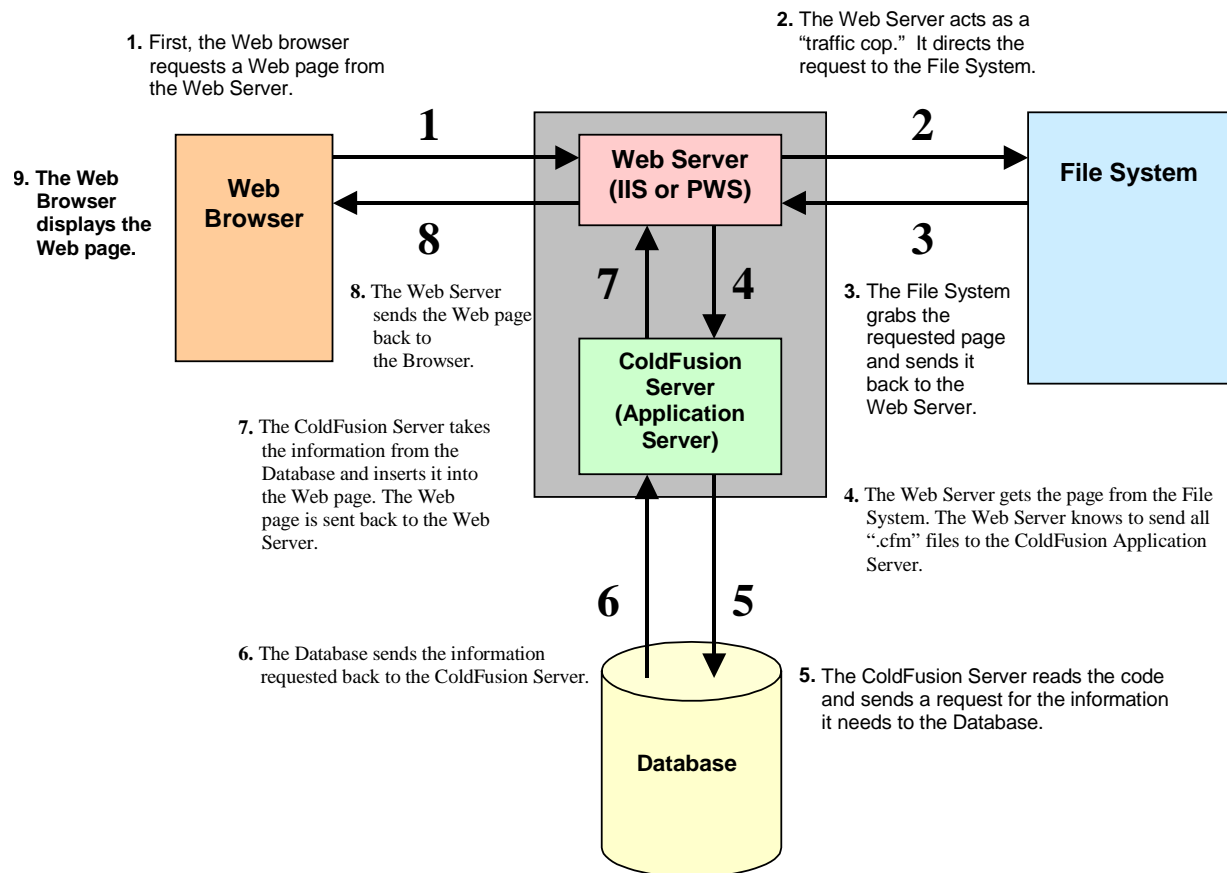 1. First, the Web browser
requests a Web page from
the Web Server.
2. The Web Server acts as a
“traffic cop.” It directs the
request to the File System.
1
2
Web Server
(IIS or PWS)
File System
Web
Browser
9. The Web
Browser
displays the
Web page.
8
3
7
4
8. The Web Server
sends the Web page
back to
the Browser.
3. The File System
grabs the
requested page
and sends it
back to the
Web Server.
ColdFusion
Server
(Application
Server)
7. The ColdFusion Server takes
the information from the
Database and inserts it into
the Web page. The Web
page is sent back to the Web
Server.
4. The Web Server gets the page from the File
System. The Web Server knows to send all
“.cfm” files to the ColdFusion Application
Server.
6
5
6. The Database sends the information
requested back to the ColdFusion Server.
5. The ColdFusion Server reads the code
and sends a request for the information
it needs to the Database.
Database